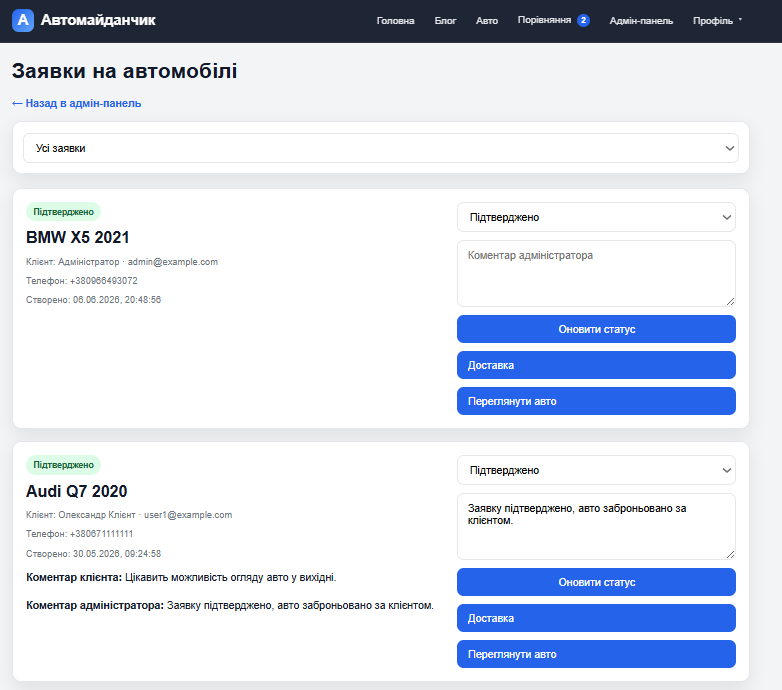 А Автомайданчик Головна Блог Авто Порівняння 2 Адмін-панель Профіль
Заявки на автомобілі
← Назад в адмін-панель
Усі заявки
Підтверджено
BMW X5 2021
Клієнт: Адміністратор · admin@example.com
Телефон: +380966493072
Створено: 06.06.2026, 20:48:56
Підтверджено
Коментар адміністратора
Оновити статус
Доставка
Переглянути авто
Підтверджено
Audi Q7 2020
Клієнт: Олександр Клієнт · user1@example.com
Телефон: +380671111111
Створено: 30.05.2026, 09:24:58
Коментар клієнта: Цікавить можливість огляду авто у вихідні.
Коментар адміністратора: Заявку підтверджено, авто заброньовано за клієнтом.
Підтверджено
Заявку підтверджено, авто заброньовано за
клієнтом.
Оновити статус
Доставка
Переглянути авто